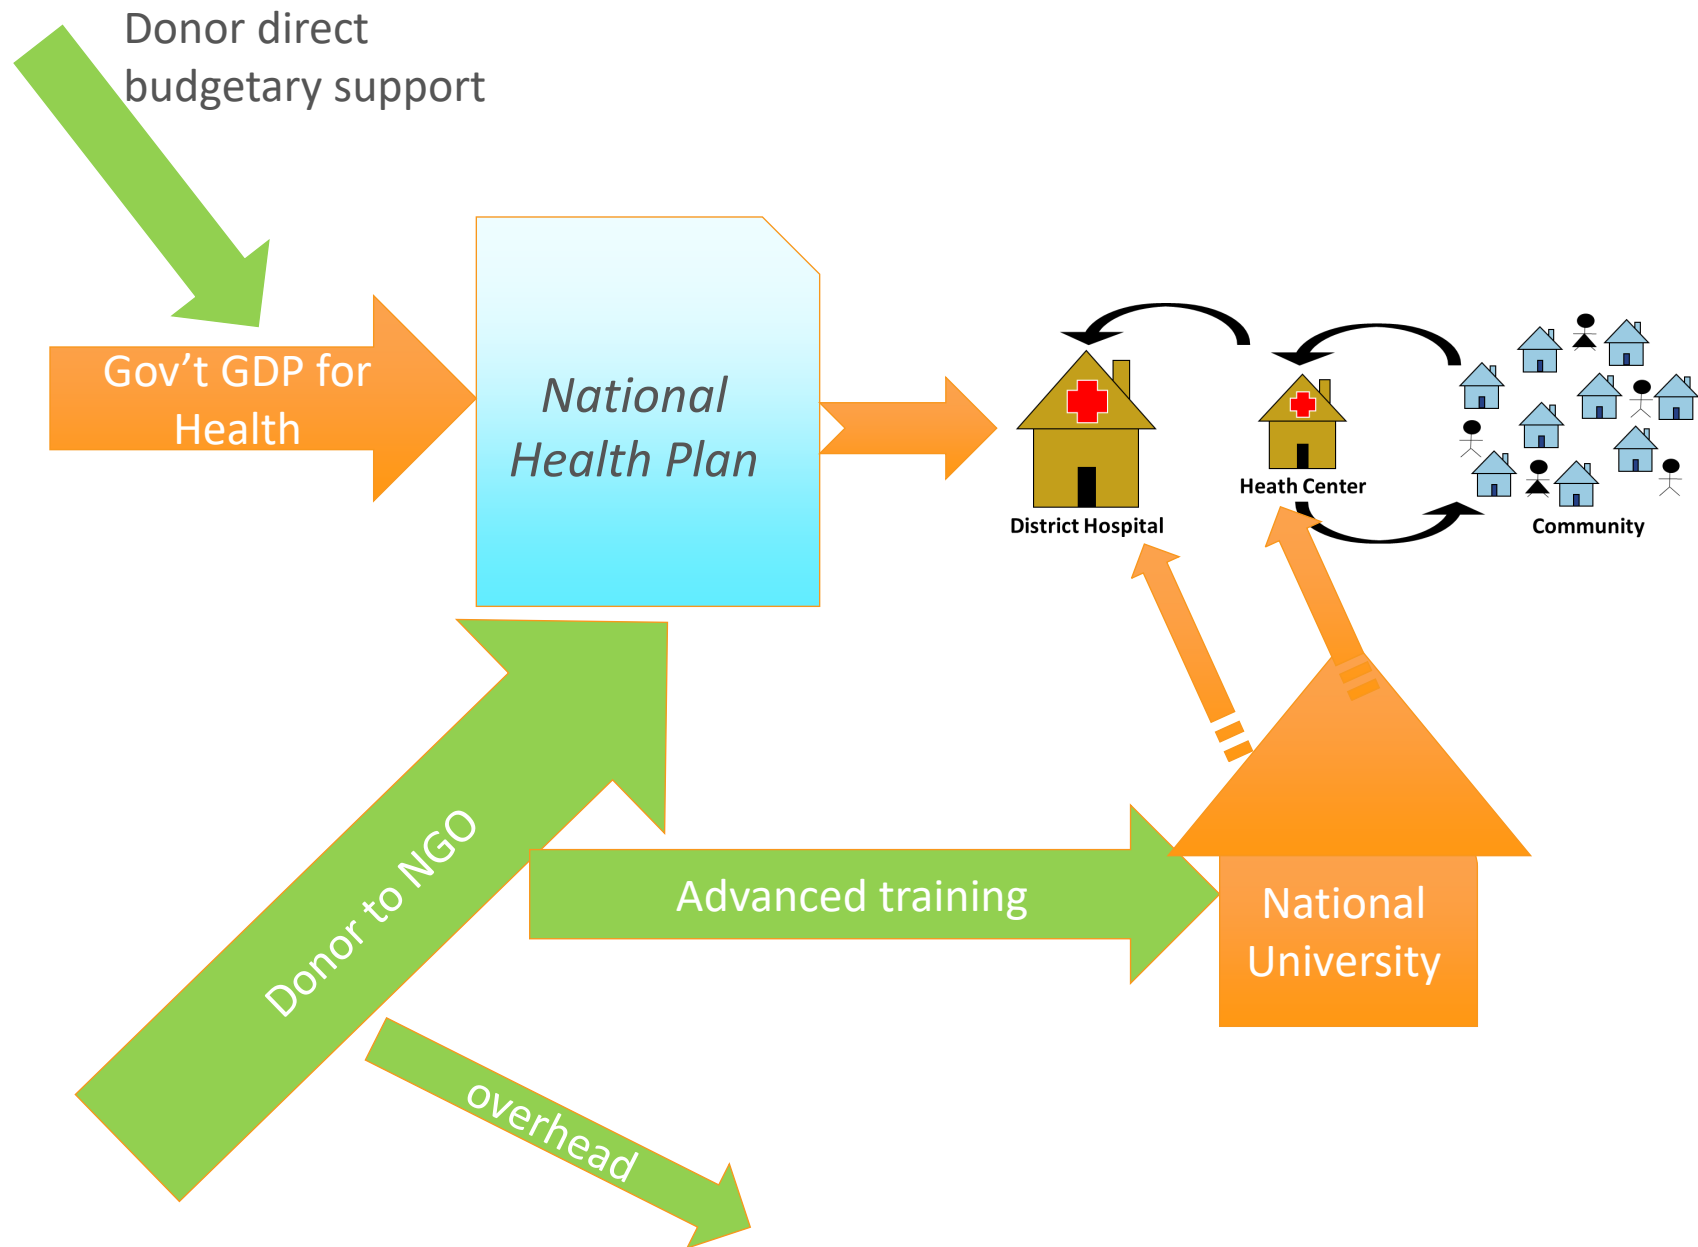 Donor direct
budgetary support
Gov’t GDP for
Health
National
Health Plan
District Hospital
Heath Center
Community
Donor to NGO
Advanced training
National
University
overhead